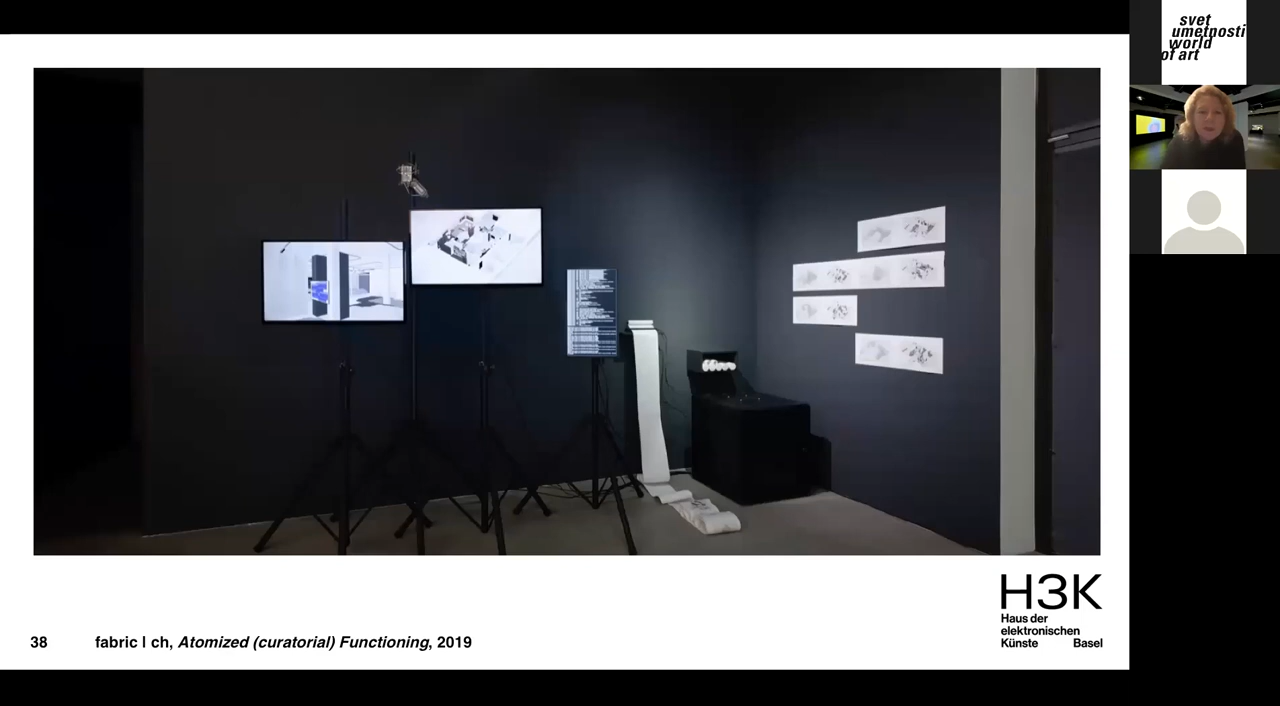 svet
umetnosti
world
of art
H3K
Haus der
elektronischen
Künste Basel
38 fabric | ch, Atomized (curatorial) Functioning, 2019